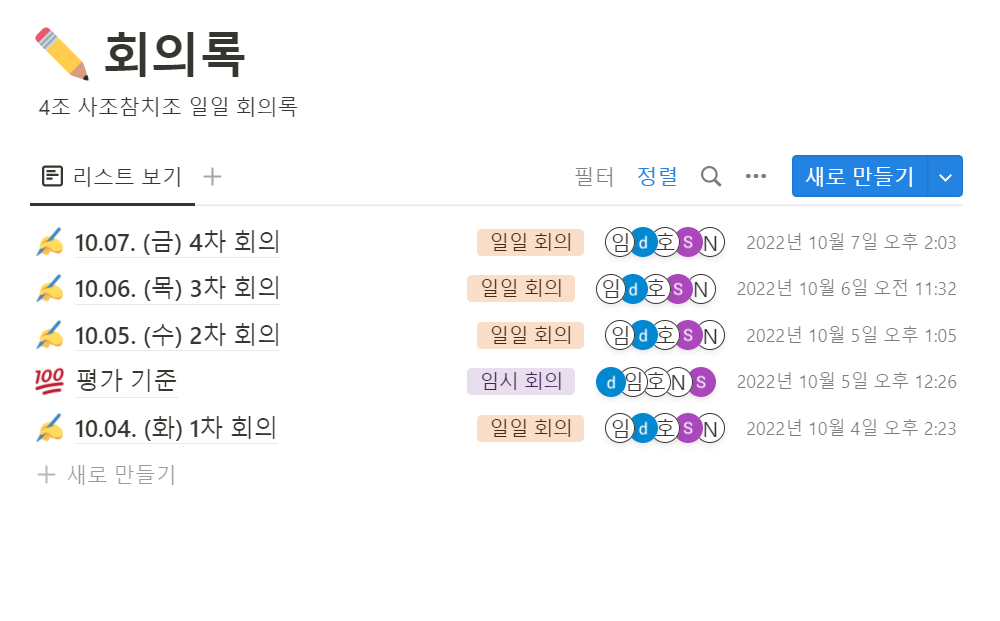 회의록
4조 사조참치조 일일 회의록
리스트 보기 필터 정렬 새로 만들기
10.07. (금) 4차 회의 일일 회의 임 d 호 S N 2022년 10월 7일 오후 2:03
10.06. (목) 3차 회의 일일 회의 임 d 호 S N 2022년 10월 6일 오전 11:32
10.05. (수) 2차 회의 일일 회의 임 d 호 S N 2022년 10월 5일 오후 1:05
💯 평가 기준 임시 회의 d 임 호 N S 2022년 10월 5일 오후 12:26
10.04. (화) 1차 회의 일일 회의 임 d 호 S N 2022년 10월 4일 오후 2:23
새로 만들기